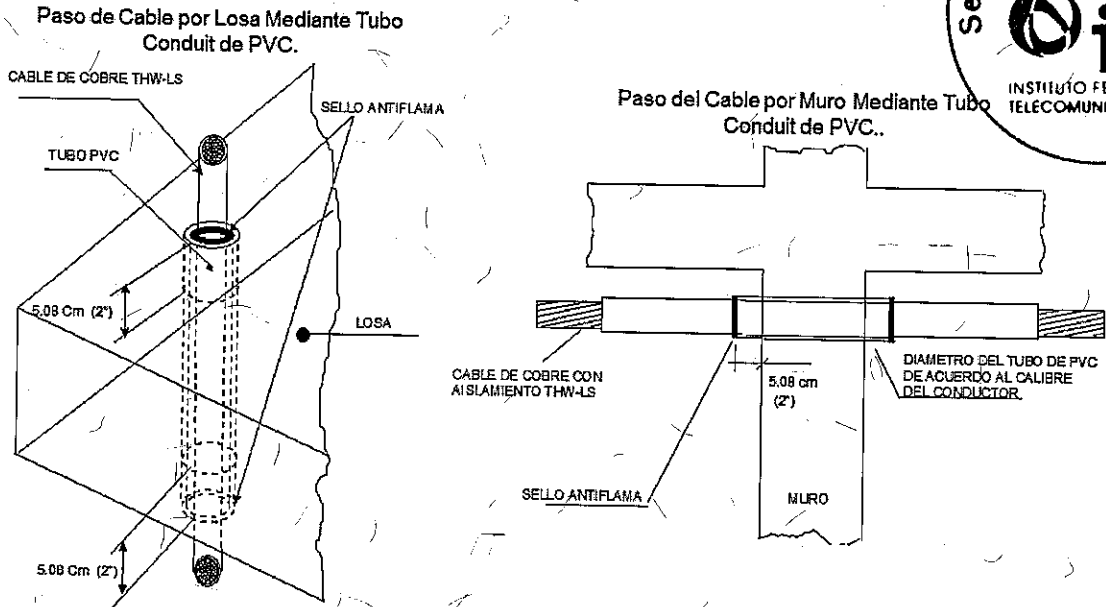 Paso de Cable por Losa Mediante Tubo
Conduit de PVC.
CABLE DE COBRE THW-LS
SELLO ANTIFLAMA
TUBO PVC
5.08 Cm (2")
LOSA
5.08 Cm (2")
Paso del Cable por Muro Mediante Tubo
Conduit de PVC..
INSTITUTO
CABLE DE COBRE CON
AISLAMIENTO THW-LS
5.08 cm
(2")
DIAMETRO DEL TUBO DE PVC
DE ACUERDO AL CALIBRE
DEL CONDUCTOR
SELLO ANTIFLAMA
MURO